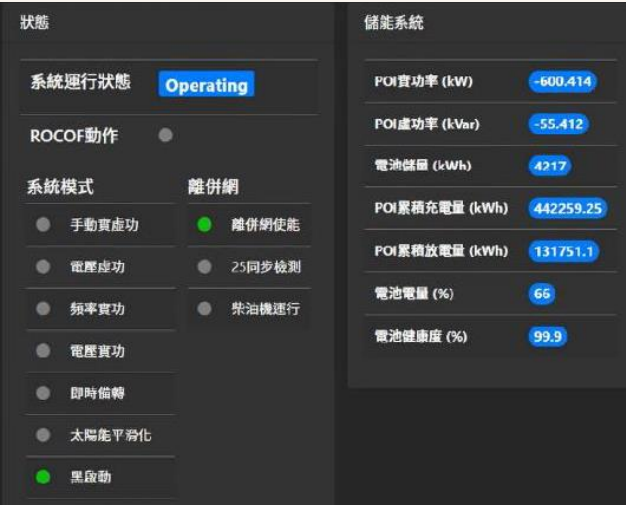 狀態
系統運行狀態 Operating
ROCOF動作
系統模式
手動實虛功
電壓虛功
頻率實功
電壓實功
即時備轉
太陽能平滑化
黑啟動
離併網
離併網使能
25同步檢測
柴油機運行
儲能系統
POI實功率 (kW) -600.414
POI虛功率 (kVar) -55.412
電池儲量 (kWh) 4217
POI累積充電量 (kWh) 442259.25
POI累積放電量 (kWh) 131751.1
電池電量 (%) 66
電池健康度 (%) 99.9